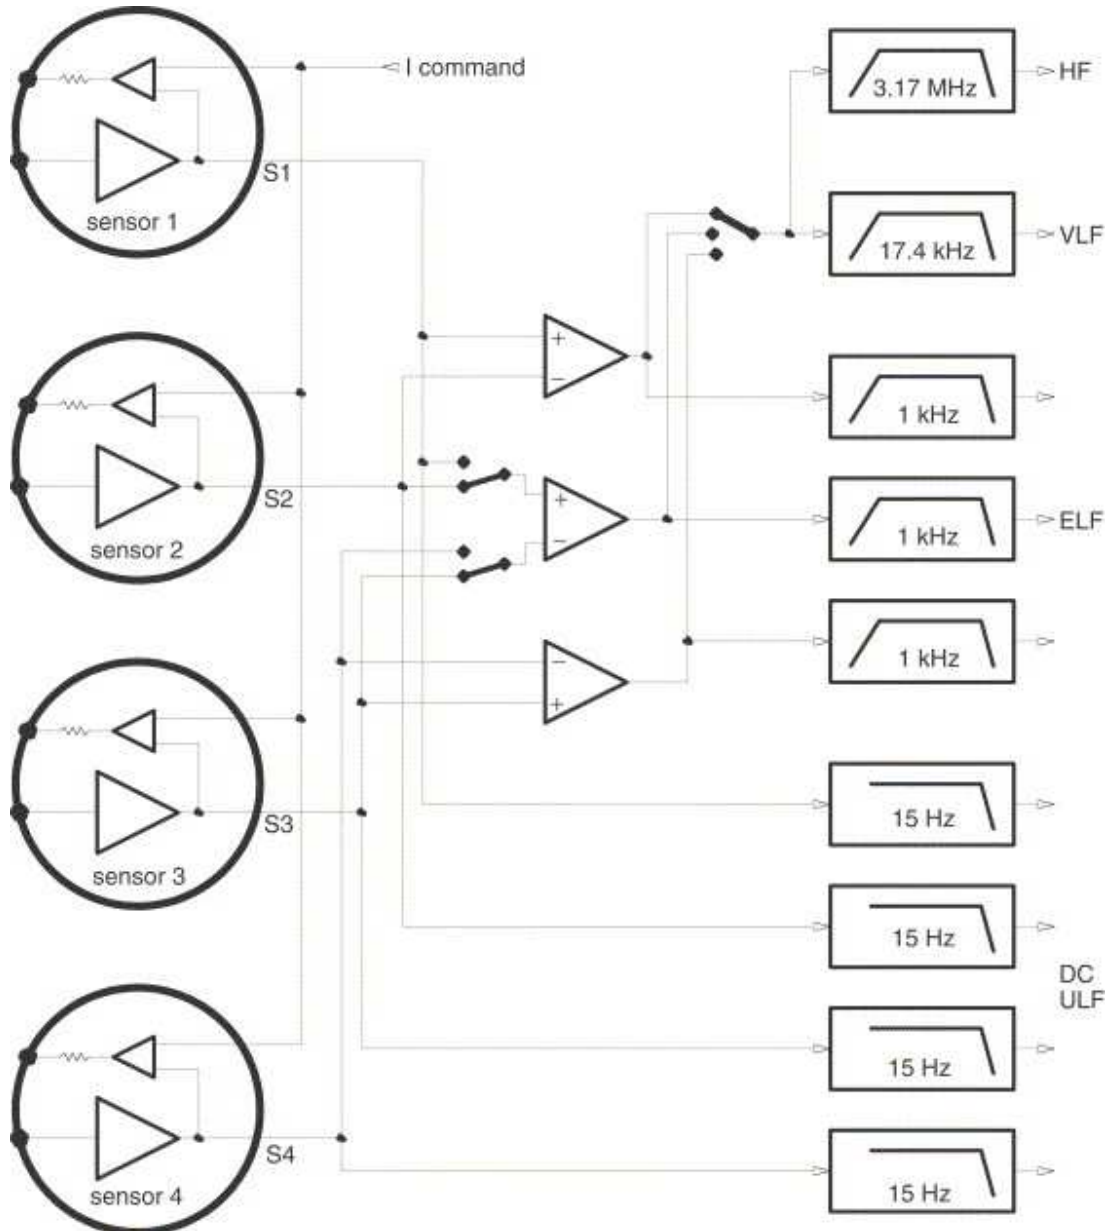 I command
S1
sensor 1
S2
sensor 2
S3
sensor 3
S4
sensor 4
+
−
+
−
−
+
3.17 MHz
HF
17.4 kHz
VLF
1 kHz
1 kHz
ELF
1 kHz
15 Hz
15 Hz
DC
ULF
15 Hz
15 Hz